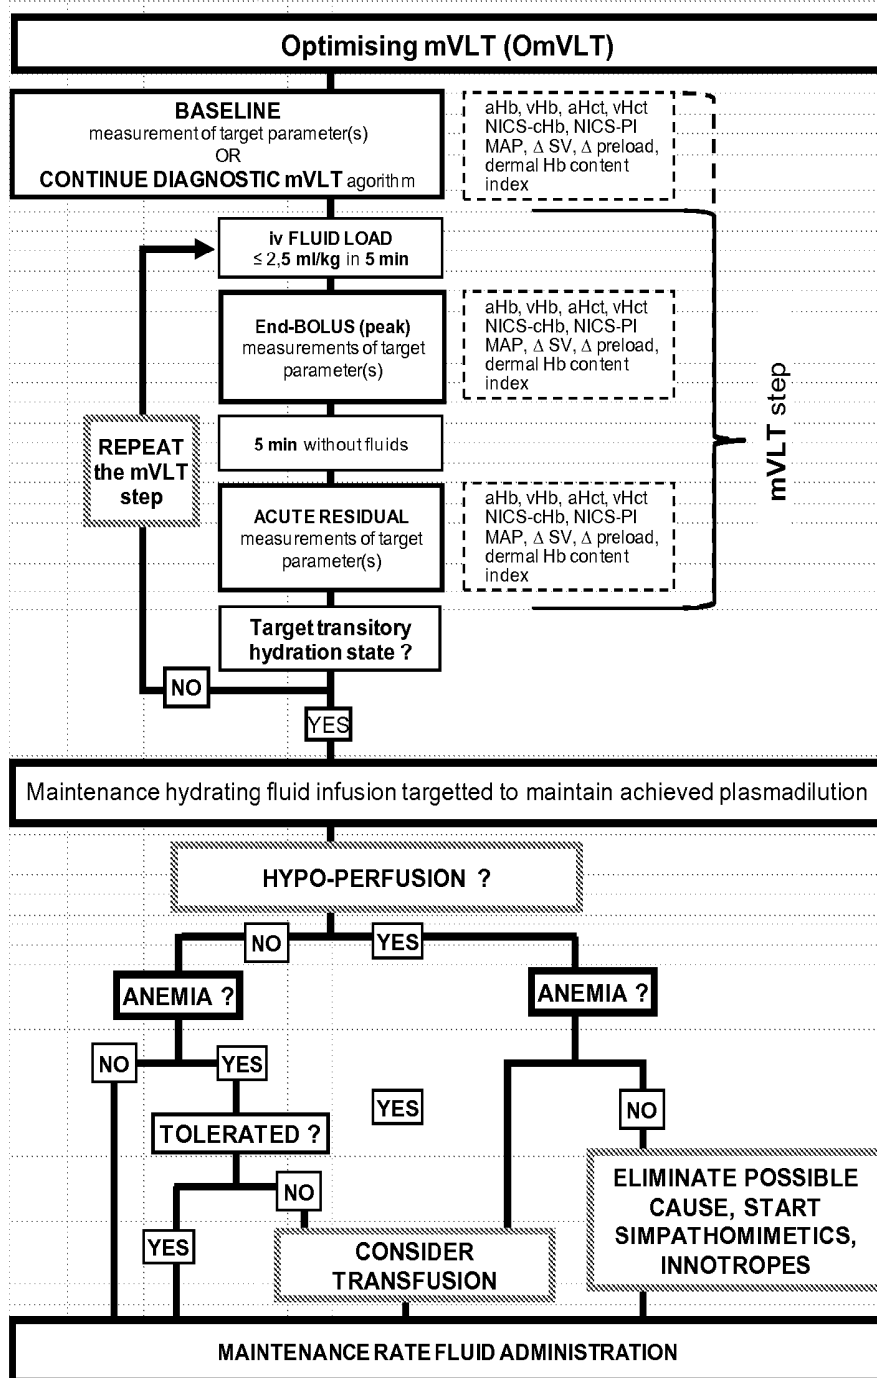 Optimising mVLT (OmVLT)
BASELINE
measurement of target parameter(s)
OR
CONTINUE DIAGNOSTIC mVLT agorithm
aHb, vHb, aHct, vHct
NICS-cHb, NICS-PI
MAP, Δ SV, Δ preload,
dermal Hb content
index
iv FLUID LOAD
≤ 2,5 ml/kg in 5 min
End-BOLUS (peak)
measurements of target
parameter(s)
aHb, vHb, aHct, vHct
NICS-cHb, NICS-PI
MAP, Δ SV, Δ preload,
dermal Hb content
index
mVLT step
REPEAT
the mVLT
step
5 min without fluids
ACUTE RESIDUAL
measurements of target
parameter(s)
aHb, vHb, aHct, vHct
NICS-cHb, NICS-PI
MAP, Δ SV, Δ preload,
dermal Hb content
index
Target transitory
hydration state ?
NO
YES
Maintenance hydrating fluid infusion targetted to maintain achieved plasmadilution
HYPO-PERFUSION ?
NO
YES
ANEMIA ?
ANEMIA ?
NO
YES
YES
NO
TOLERATED ?
NO
YES
CONSIDER
TRANSFUSION
ELIMINATE POSSIBLE
CAUSE, START
SIMPATHOMIMETICS,
INNOTROPES
MAINTENANCE RATE FLUID ADMINISTRATION